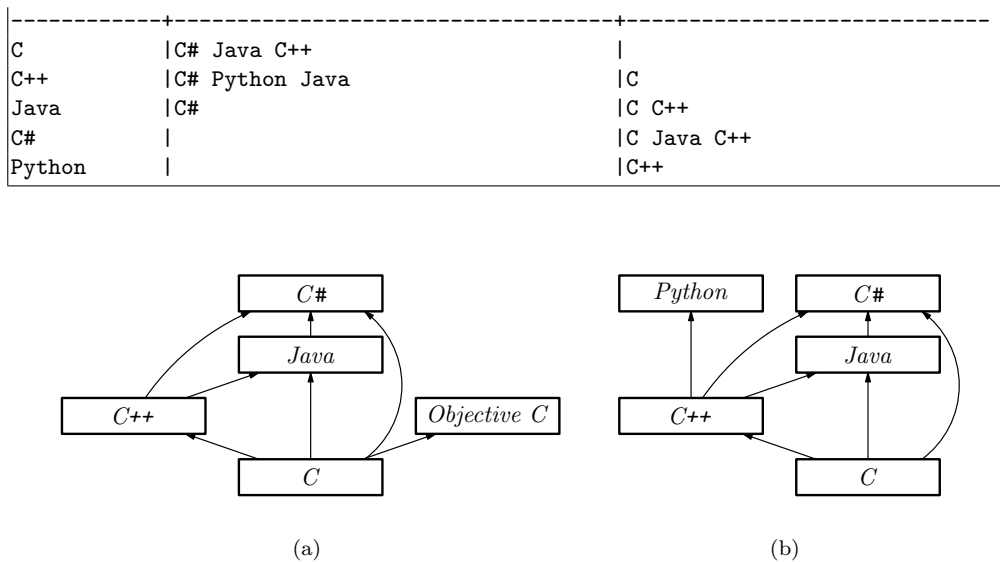 ------------+-----------------------------------+-----------------------------
C |C# Java C++ |
C++ |C# Python Java |C
Java |C# |C C++
C# | |C Java C++
Python | |C++
C#
Java
C++
Objective C
C
(a)
Python
C#
Java
C++
C
(b)